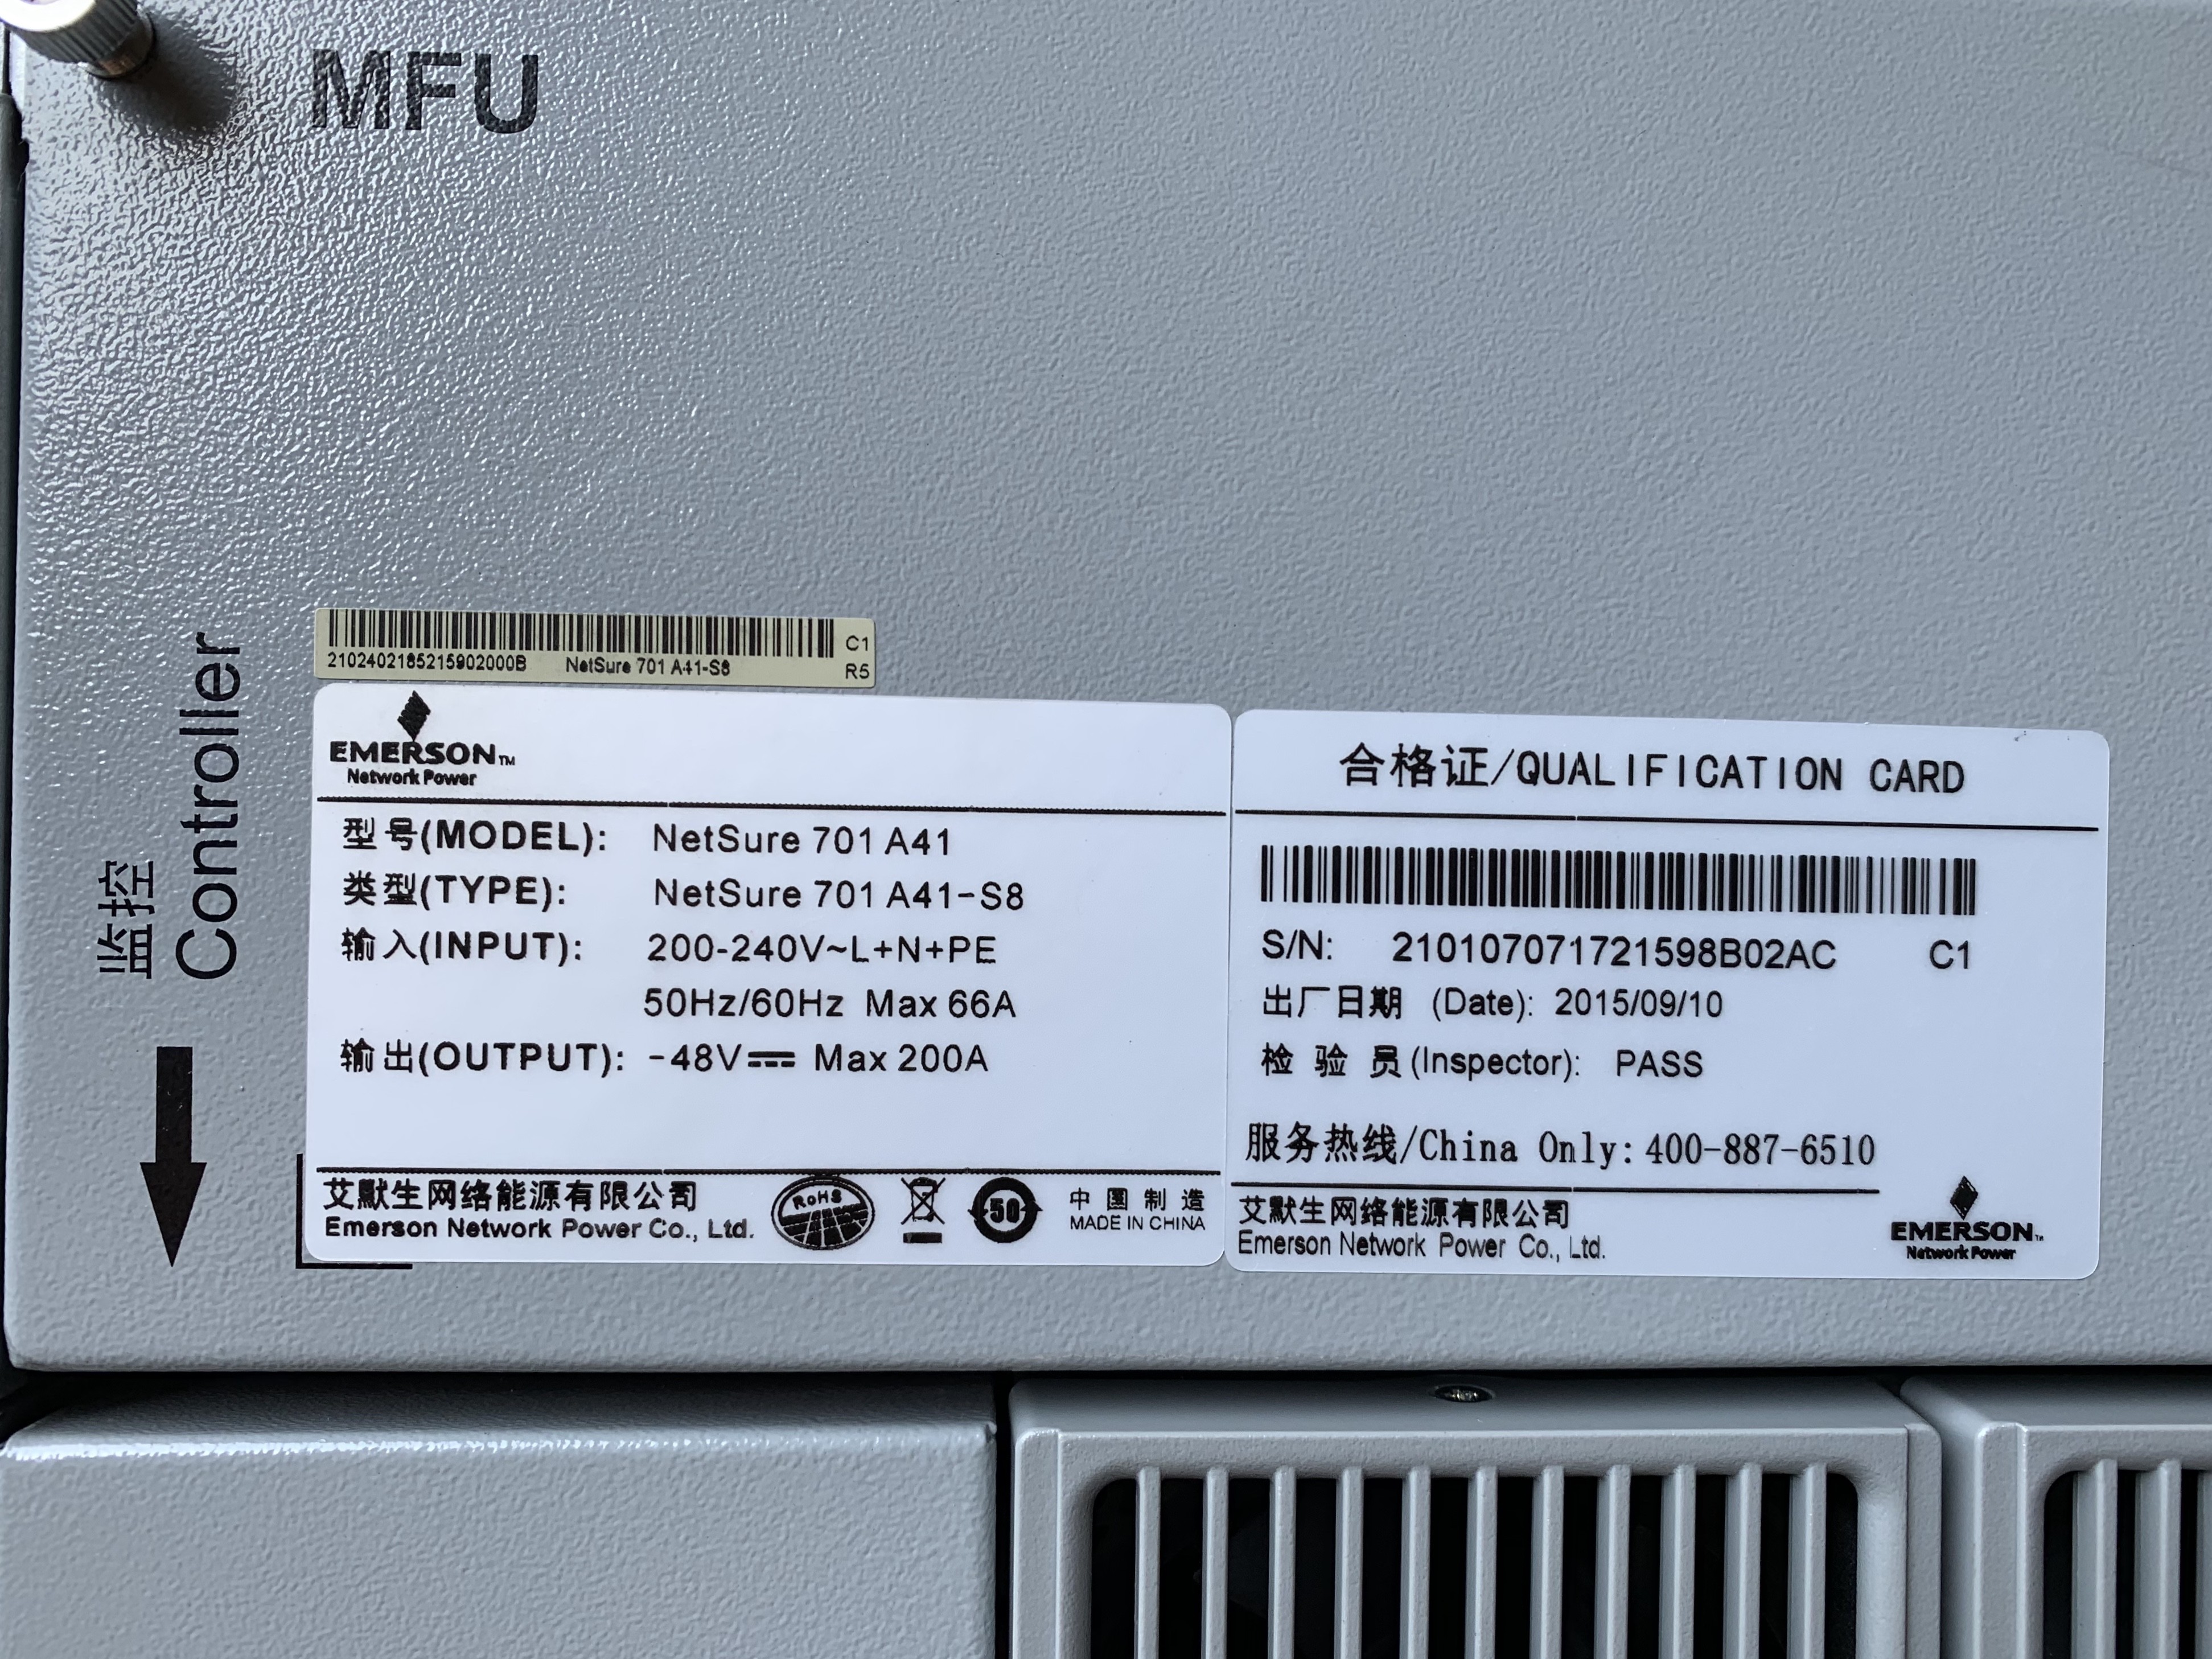 MFU
监控
Controller
2102402185215902000B NetSure 701 A41-S8
C1
R5
EMERSON™
Network Power
型号(MODEL): NetSure 701 A41
类型(TYPE): NetSure 701 A41-S8
输入(INPUT): 200-240V~L+N+PE
50Hz/60Hz Max 66A
输出(OUTPUT): -48V⎓ Max 200A
艾默生网络能源有限公司
Emerson Network Power Co., Ltd.
RoHS
50
中国制造
MADE IN CHINA
合格证/QUALIFICATION CARD
S/N: 210107071721598B02AC C1
出厂日期 (Date): 2015/09/10
检验员(Inspector): PASS
服务热线/China Only: 400-887-6510
艾默生网络能源有限公司
Emerson Network Power Co., Ltd.
EMERSON™
Network Power